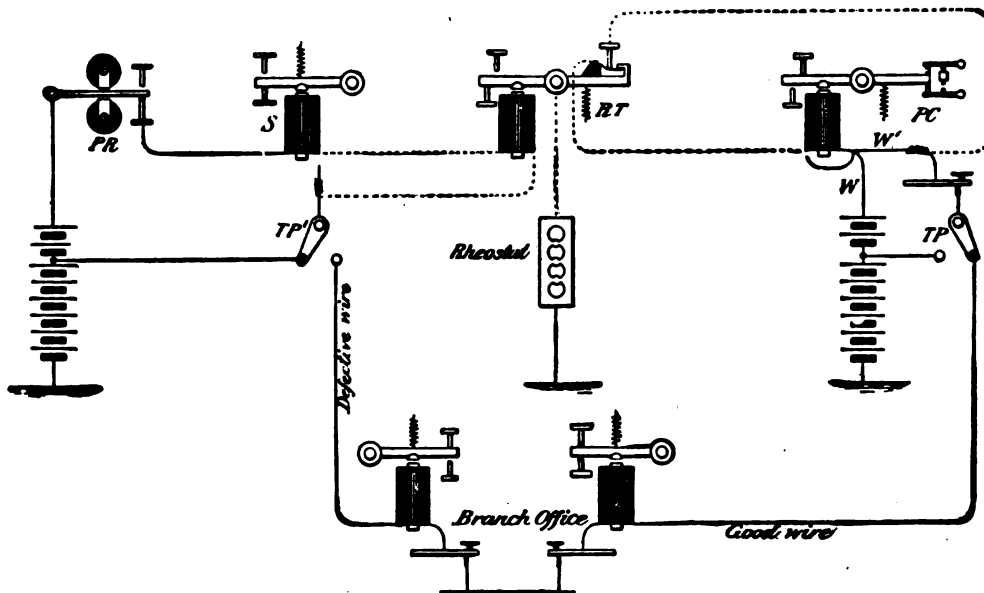 PR
S
RT
PC
W'
W
TP'
TP
Rheostat
Defective wire
Branch Office
Good wire